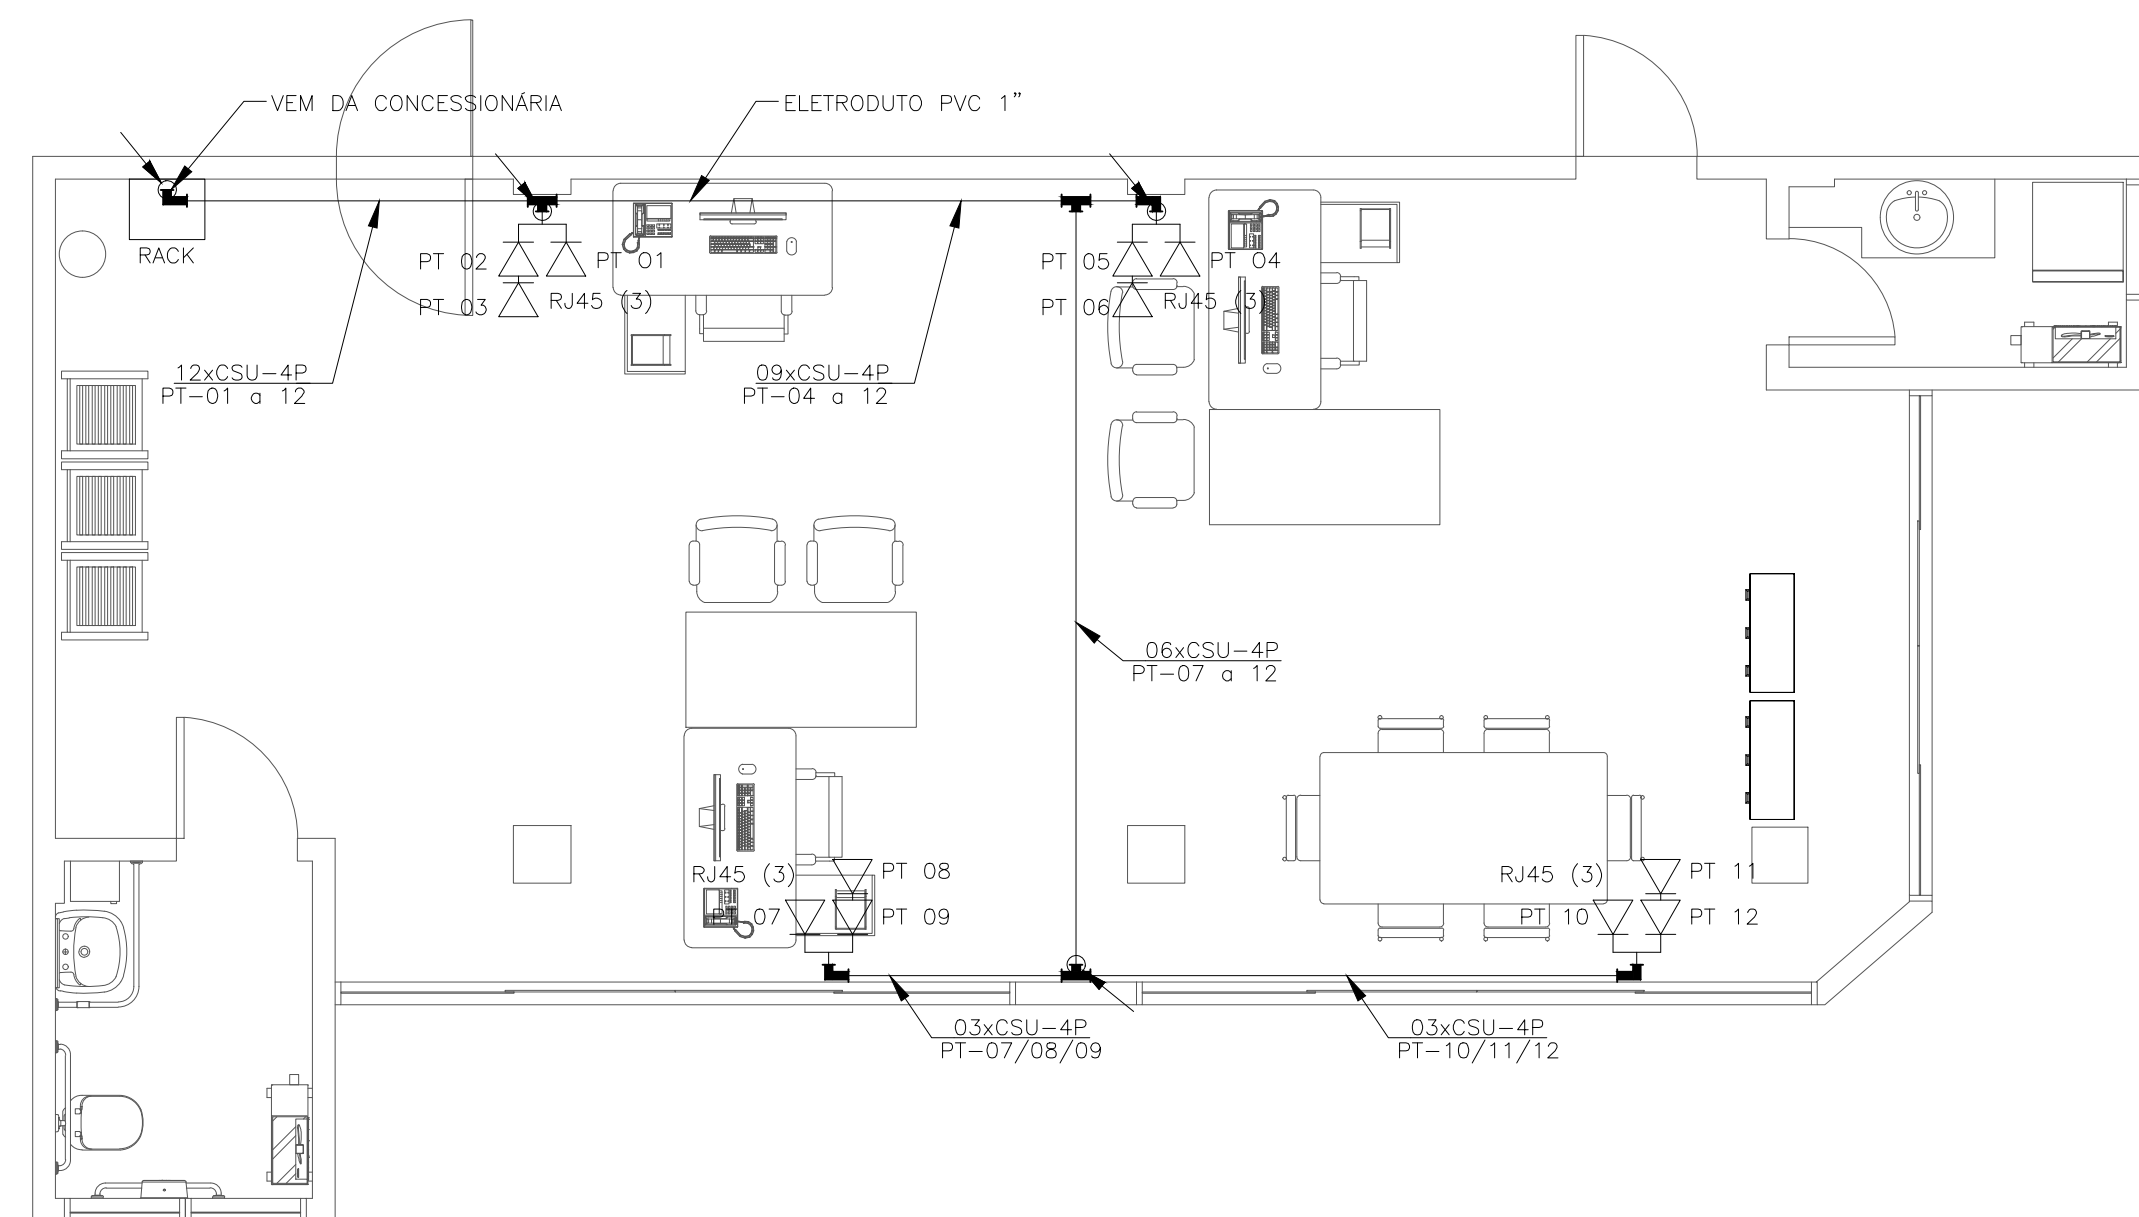 VEM DA CONCESSIONÁRIA
ELETRODUTO PVC 1"
RACK
PT 02
PT 01
PT 03
RJ45 (3)
PT 05
PT 04
PT 06
RJ45 (3)
12xCSU-4P
PT-01 a 12
09xCSU-4P
PT-04 a 12
06xCSU-4P
PT-07 a 12
RJ45 (3)
PT 08
07
PT 09
RJ45 (3)
PT 11
PT 10
PT 12
03xCSU-4P
PT-07/08/09
03xCSU-4P
PT-10/11/12